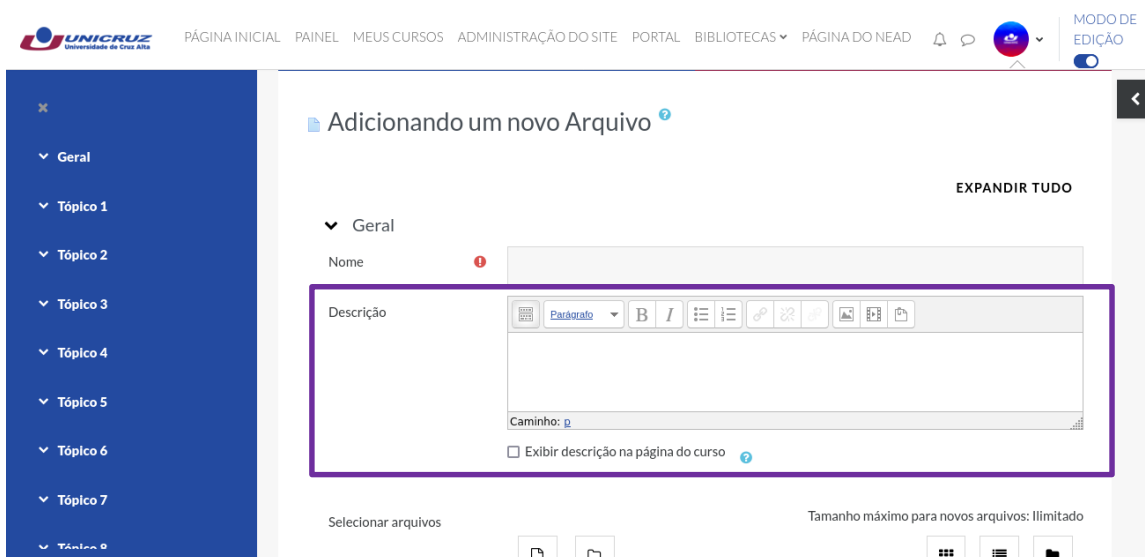 UNICRUZ
Universidade de Cruz Alta
PÁGINA INICIAL PAINEL MEUS CURSOS ADMINISTRAÇÃO DO SITE PORTAL BIBLIOTECAS PÁGINA DO NEAD
MODO DE
EDIÇÃO
Geral
Tópico 1
Tópico 2
Tópico 3
Tópico 4
Tópico 5
Tópico 6
Tópico 7
Tópico 8
Adicionando um novo Arquivo
EXPANDIR TUDO
Geral
Nome
Descrição
Parágrafo B I
Caminho: p
Exibir descrição na página do curso
Selecionar arquivos
Tamanho máximo para novos arquivos: Ilimitado